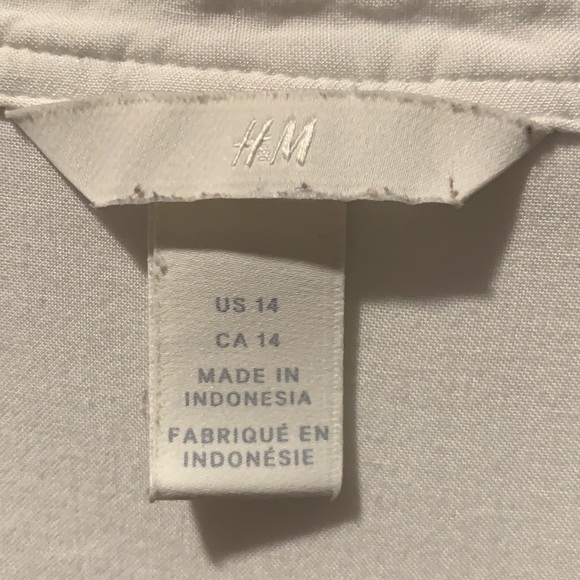 H&M
US 14
CA 14
MADE IN
INDONESIA
FABRIQUÉ EN
INDONÉSIE